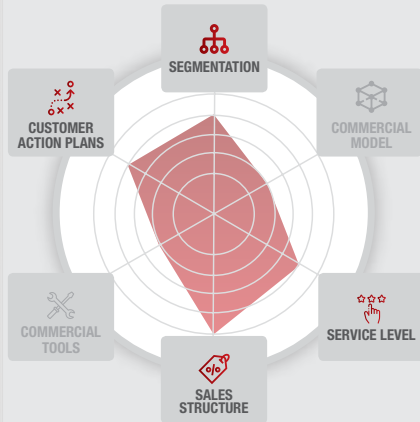 SEGMENTATION
CUSTOMER
ACTION PLANS
COMMERCIAL
MODEL
COMMERCIAL
TOOLS
SERVICE LEVEL
%
SALES
STRUCTURE